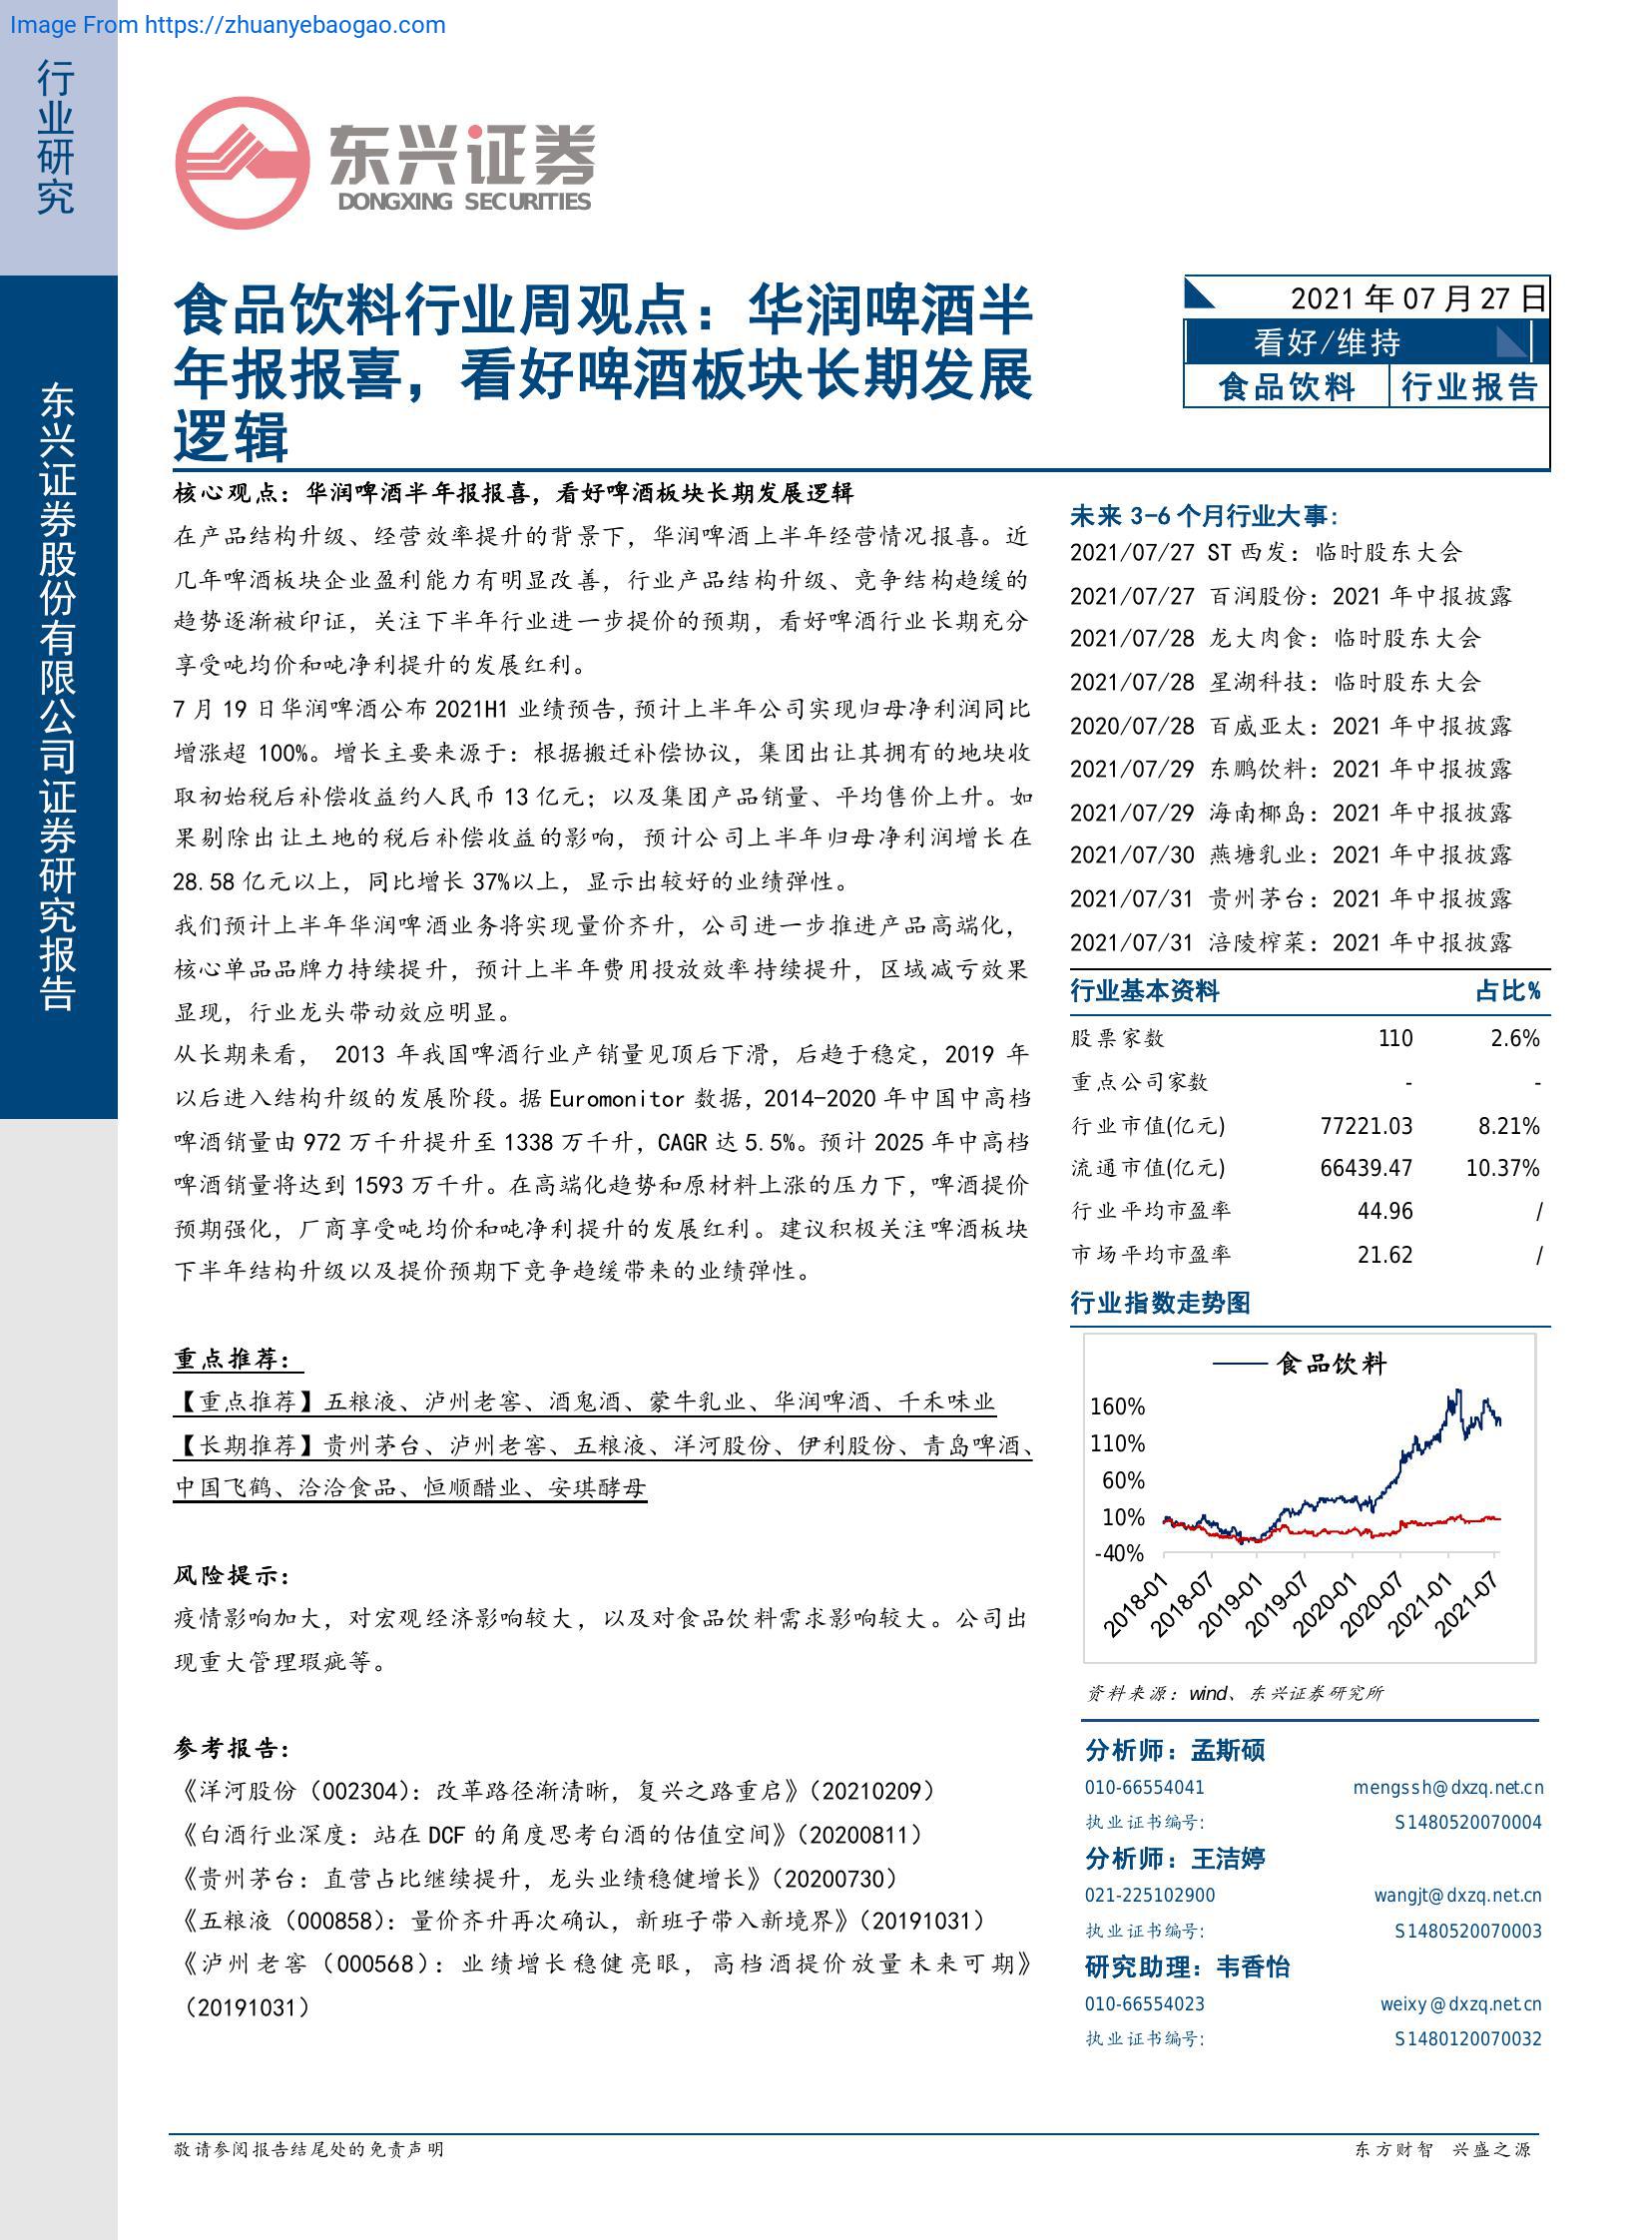 Image From https://zhuanyebaogao.com
行业研究
东兴证券股份有限公司证券研究报告
东兴证券
DONGXING SECURITIES
食品饮料行业周观点：华润啤酒半
年报报喜，看好啤酒板块长期发展
逻辑
2021 年 07 月 27 日
看好/维持
食品饮料 行业报告
核心观点：华润啤酒半年报报喜，看好啤酒板块长期发展逻辑
在产品结构升级、经营效率提升的背景下，华润啤酒上半年经营情况报喜。近
几年啤酒板块企业盈利能力有明显改善，行业产品结构升级、竞争结构趋缓的
趋势逐渐被印证，关注下半年行业进一步提价的预期，看好啤酒行业长期充分
享受吨均价和吨净利提升的发展红利。
7 月 19 日华润啤酒公布 2021H1 业绩预告，预计上半年公司实现归母净利润同比
增涨超 100%。增长主要来源于：根据搬迁补偿协议，集团出让其拥有的地块收
取初始税后补偿收益约人民币 13 亿元；以及集团产品销量、平均售价上升。如
果剔除出让土地的税后补偿收益的影响，预计公司上半年归母净利润增长在
28.58 亿元以上，同比增长 37%以上，显示出较好的业绩弹性。
我们预计上半年华润啤酒业务将实现量价齐升，公司进一步推进产品高端化，
核心单品品牌力持续提升，预计上半年费用投放效率持续提升，区域减亏效果
显现，行业龙头带动效应明显。
从长期来看， 2013 年我国啤酒行业产销量见顶后下滑，后趋于稳定，2019 年
以后进入结构升级的发展阶段。据 Euromonitor 数据，2014-2020 年中国中高档
啤酒销量由 972 万千升提升至 1338 万千升，CAGR 达 5.5%。预计 2025 年中高档
啤酒销量将达到 1593 万千升。在高端化趋势和原材料上涨的压力下，啤酒提价
预期强化，厂商享受吨均价和吨净利提升的发展红利。建议积极关注啤酒板块
下半年结构升级以及提价预期下竞争趋缓带来的业绩弹性。
重点推荐：
【重点推荐】五粮液、泸州老窖、酒鬼酒、蒙牛乳业、华润啤酒、千禾味业
【长期推荐】贵州茅台、泸州老窖、五粮液、洋河股份、伊利股份、青岛啤酒、
中国飞鹤、洽洽食品、恒顺醋业、安琪酵母
风险提示：
疫情影响加大，对宏观经济影响较大，以及对食品饮料需求影响较大。公司出
现重大管理瑕疵等。
参考报告：
《洋河股份（002304）：改革路径渐清晰，复兴之路重启》（20210209）
《白酒行业深度：站在 DCF 的角度思考白酒的估值空间》（20200811）
《贵州茅台：直营占比继续提升，龙头业绩稳健增长》（20200730）
《五粮液（000858）：量价齐升再次确认，新班子带入新境界》（20191031）
《泸州老窖（000568）：业绩增长稳健亮眼，高档酒提价放量未来可期》
（20191031）
未来 3-6 个月行业大事：
2021/07/27 ST 西发：临时股东大会
2021/07/27 百润股份：2021 年中报披露
2021/07/28 龙大肉食：临时股东大会
2021/07/28 星湖科技：临时股东大会
2020/07/28 百威亚太：2021 年中报披露
2021/07/29 东鹏饮料：2021 年中报披露
2021/07/29 海南椰岛：2021 年中报披露
2021/07/30 燕塘乳业：2021 年中报披露
2021/07/31 贵州茅台：2021 年中报披露
2021/07/31 涪陵榨菜：2021 年中报披露
行业基本资料 占比%
股票家数 110 2.6%
重点公司家数 - -
行业市值(亿元) 77221.03 8.21%
流通市值(亿元) 66439.47 10.37%
行业平均市盈率 44.96 /
市场平均市盈率 21.62 /
行业指数走势图
食品饮料
160%
110%
60%
10%
-40%
2018-01 2018-07 2019-01 2019-07 2020-01 2020-07 2021-01 2021-07
资料来源：wind、东兴证券研究所
分析师：孟斯硕
010-66554041 mengssh@dxzq.net.cn
执业证书编号: S1480520070004
分析师：王洁婷
021-225102900 wangjt@dxzq.net.cn
执业证书编号: S1480520070003
研究助理：韦香怡
010-66554023 weixy@dxzq.net.cn
执业证书编号: S1480120070032
敬请参阅报告结尾处的免责声明
东方财智 兴盛之源